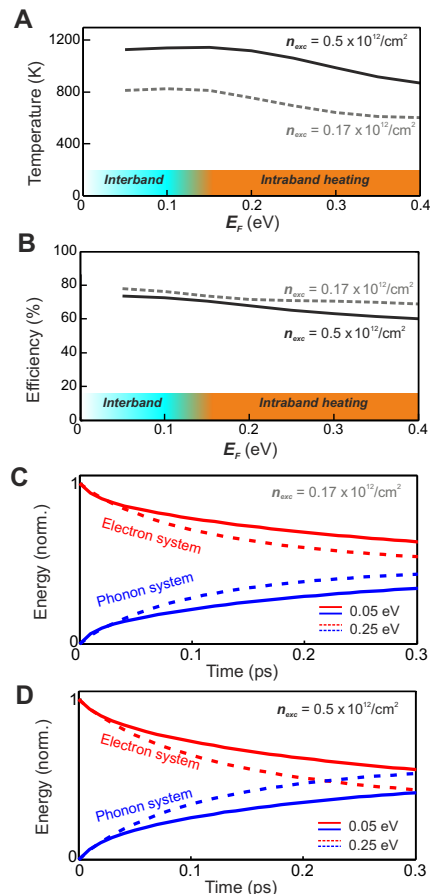 A
1200
n_exc = 0.5 x 10^12/cm^2
800
n_exc = 0.17 x 10^12/cm^2
400
Temperature (K)
Interband
Intraband heating
0
0 0.1 0.2 0.3 0.4
E_F (eV)
B
100
80
n_exc = 0.17 x 10^12/cm^2
60
n_exc = 0.5 x 10^12/cm^2
40
20
Efficiency (%)
Interband
Intraband heating
0
0 0.1 0.2 0.3 0.4
E_F (eV)
C
1
n_exc = 0.17 x 10^12/cm^2
Electron system
Energy (norm.)
Phonon system
0.05 eV
0.25 eV
0
0 0.1 0.2 0.3
Time (ps)
D
1
n_exc = 0.5 x 10^12/cm^2
Electron system
Energy (norm.)
Phonon system
0.05 eV
0.25 eV
0
0 0.1 0.2 0.3
Time (ps)